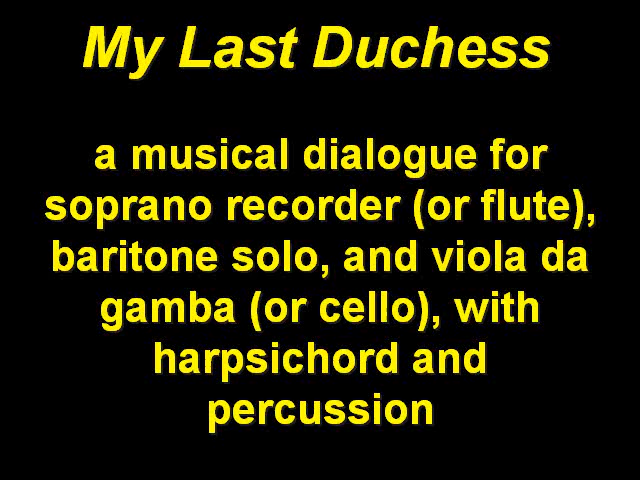 My Last Duchess
a musical dialogue for
soprano recorder (or flute),
baritone solo, and viola da
gamba (or cello), with
harpsichord and
percussion